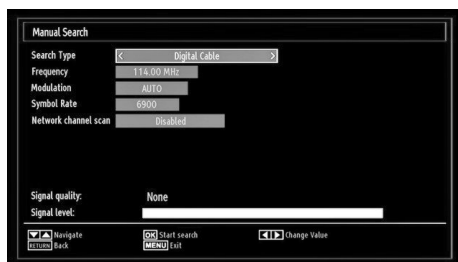 Manual Search
Search Type < Digital Cable >
Frequency 114.00 MHz
Modulation AUTO
Symbol Rate 6900
Network channel scan Disabled
Signal quality: None
Signal level:
Navigate OK Start search Change Value
RETURN Back MENU Exit